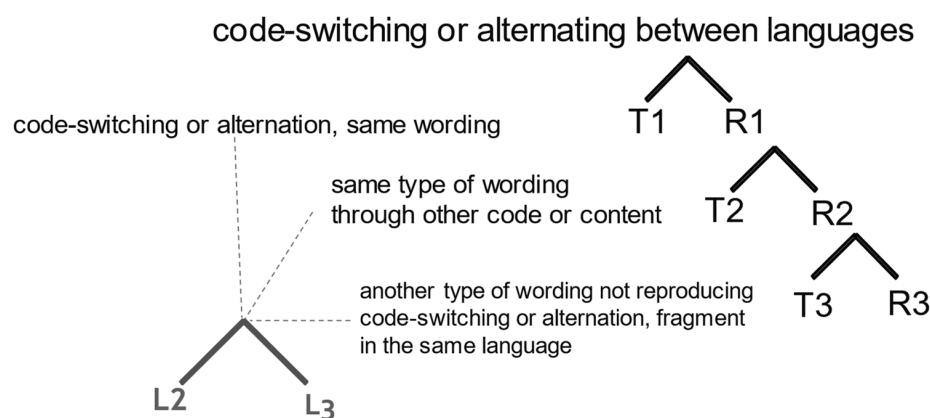 code-switching or alternating between languages
T1 R1
code-switching or alternation, same wording
same type of wording
through other code or content
T2 R2
another type of wording not reproducing
code-switching or alternation, fragment
in the same language
T3 R3
L2 L3